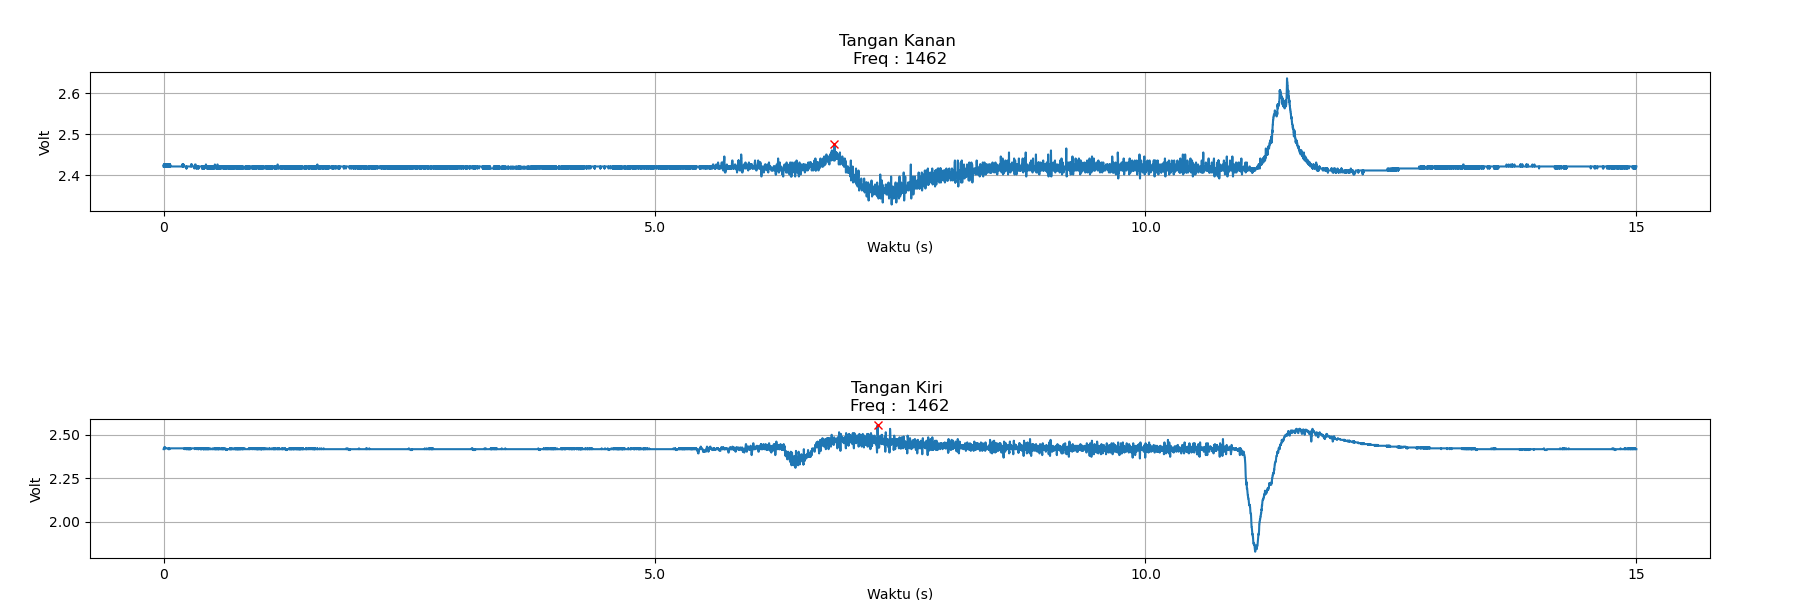 Tangan Kanan
Freq : 1462
2.6
2.5
2.4
Volt
0 5.0 10.0 15
Waktu (s)
Tangan Kiri
Freq :  1462
2.50
2.25
2.00
Volt
0 5.0 10.0 15
Waktu (s)